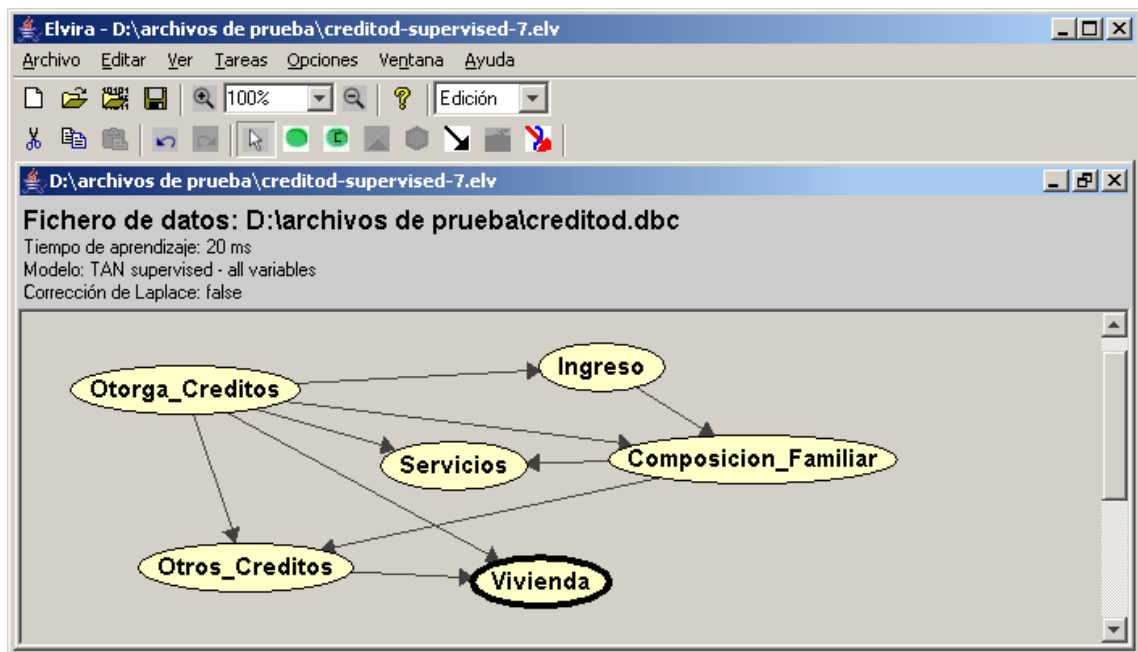 Elvira - D:\archivos de prueba\creditod-supervised-7.elv
Archivo Editar Ver Tareas Opciones Ventana Ayuda
100% Edición
D:\archivos de prueba\creditod-supervised-7.elv
Fichero de datos: D:\archivos de prueba\creditod.dbc
Tiempo de aprendizaje: 20 ms
Modelo: TAN supervised - all variables
Corrección de Laplace: false
Ingreso
Otorga_Creditos
Servicios
Composicion_Familiar
Otros_Creditos
Vivienda